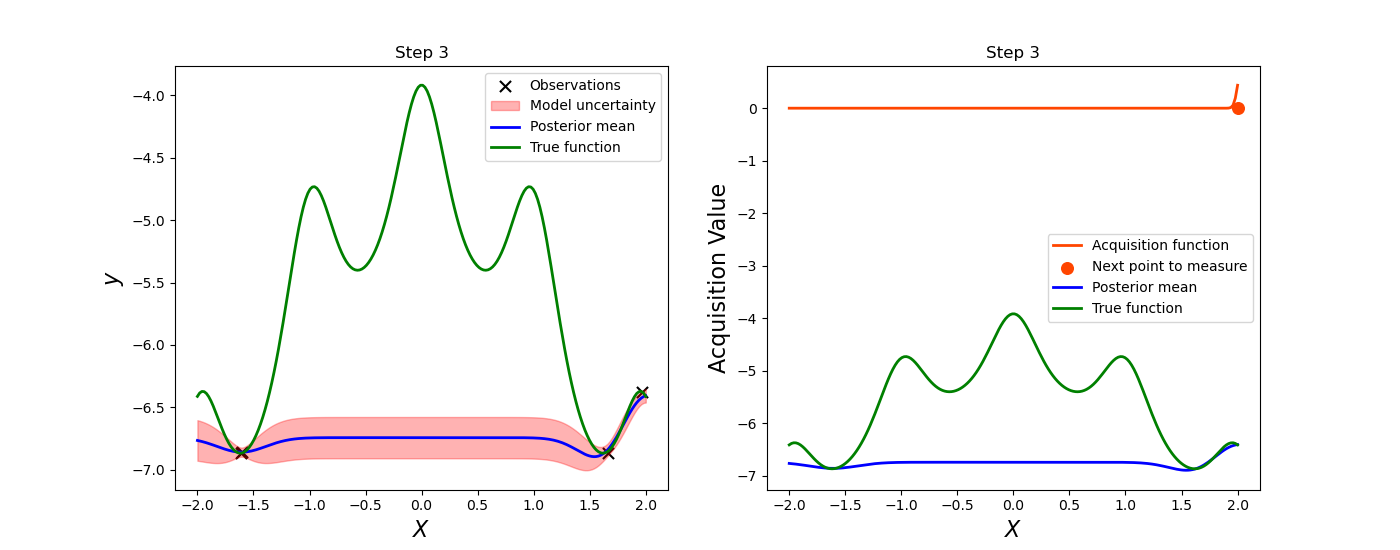 Step 3
Observations
Model uncertainty
Posterior mean
True function
y
−4.0
−4.5
−5.0
−5.5
−6.0
−6.5
−7.0
−2.0 −1.5 −1.0 −0.5 0.0 0.5 1.0 1.5 2.0
X
Step 3
Acquisition function
Next point to measure
Posterior mean
True function
Acquisition Value
0
−1
−2
−3
−4
−5
−6
−7
−2.0 −1.5 −1.0 −0.5 0.0 0.5 1.0 1.5 2.0
X